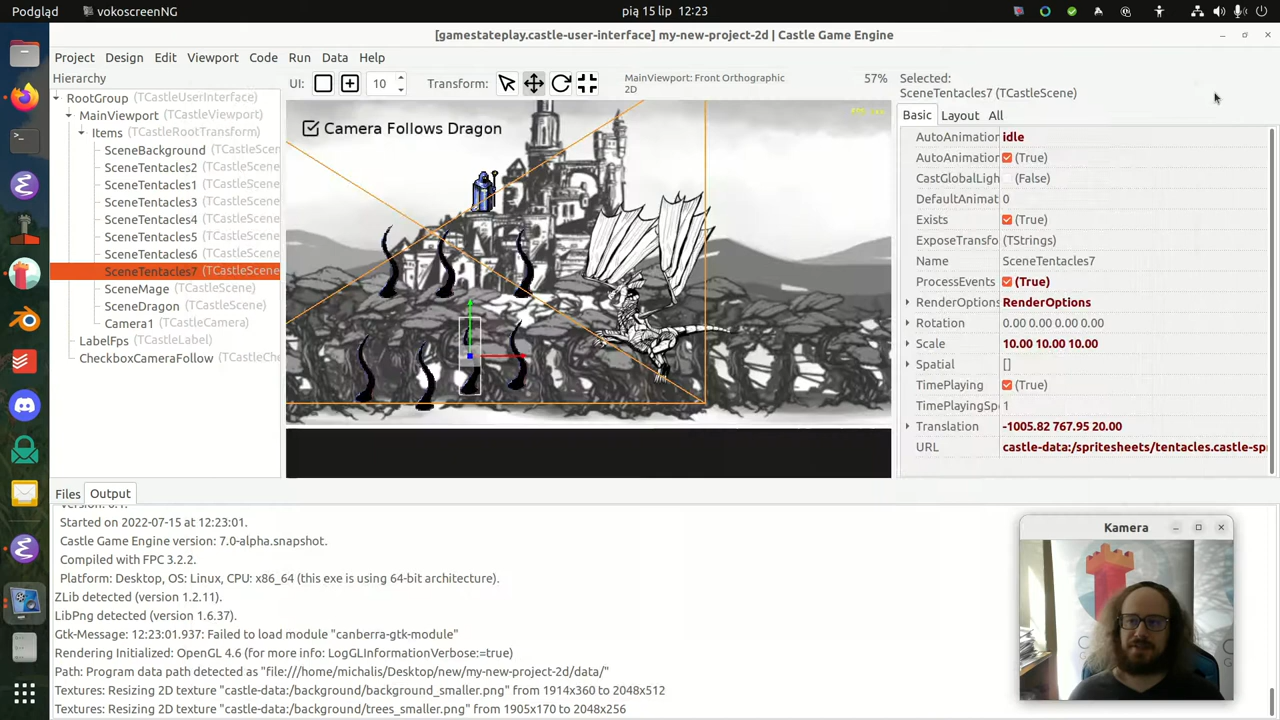 Podgląd
vokoscreenNG
pią 15 lip 12:23
[gamestateplay.castle-user-interface] my-new-project-2d | Castle Game Engine
Project Design Edit Viewport Code Run Data Help
Hierarchy
RootGroup (TCastleUserInterface)
MainViewport (TCastleViewport)
Items (TCastleRootTransform)
SceneBackground (TCastleScen
SceneTentacles2 (TCastleScene
SceneTentacles1 (TCastleScene
SceneTentacles3 (TCastleScene
SceneTentacles4 (TCastleScene
SceneTentacles5 (TCastleScene
SceneTentacles6 (TCastleScene
SceneTentacles7 (TCastleScene
SceneMage (TCastleScene)
SceneDragon (TCastleScene)
Camera1 (TCastleCamera)
LabelFps (TCastleLabel)
CheckboxCameraFollow (TCastleChe
UI: 10 Transform:
MainViewport: Front Orthographic
2D
57%
Camera Follows Dragon
Selected:
SceneTentacles7 (TCastleScene)
Basic Layout All
AutoAnimation idle
AutoAnimation (True)
CastGlobalLigh (False)
DefaultAnimat 0
Exists (True)
ExposeTransfo (TStrings)
Name SceneTentacles7
ProcessEvents (True)
RenderOptions RenderOptions
Rotation 0.00 0.00 0.00 0.00
Scale 10.00 10.00 10.00
Spatial []
TimePlaying (True)
TimePlayingSpe 1
Translation -1005.82 767.95 20.00
URL castle-data:/spritesheets/tentacles.castle-spr
Files Output
Started on 2022-07-15 at 12:23:01.
Castle Game Engine version: 7.0-alpha.snapshot.
Compiled with FPC 3.2.2.
Platform: Desktop, OS: Linux, CPU: x86_64 (this exe is using 64-bit architecture).
ZLib detected (version 1.2.11).
LibPng detected (version 1.6.37).
Gtk-Message: 12:23:01.937: Failed to load module "canberra-gtk-module"
Rendering Initialized: OpenGL 4.6 (for more info: LogGLInformationVerbose:=true)
Path: Program data path detected as "file:///home/michalis/Desktop/new/my-new-project-2d/data/"
Textures: Resizing 2D texture "castle-data:/background/background_smaller.png" from 1914x360 to 2048x512
Textures: Resizing 2D texture "castle-data:/background/trees_smaller.png" from 1905x170 to 2048x256
Kamera